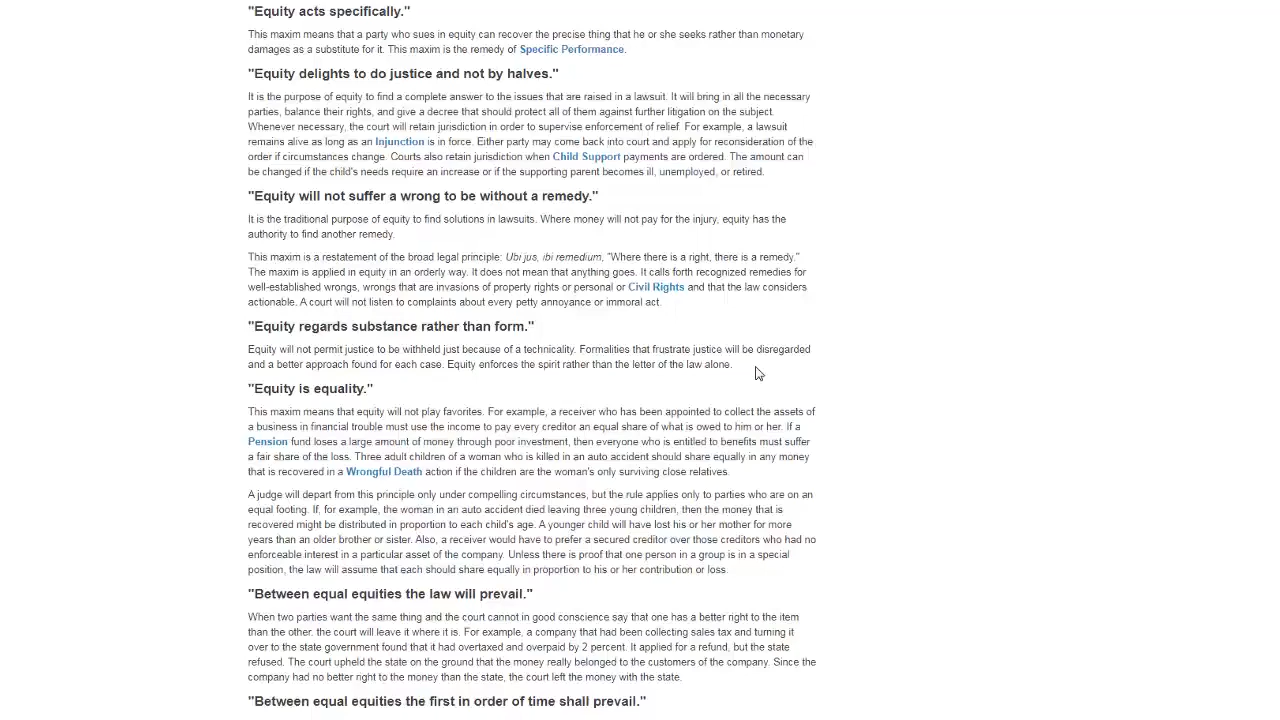 "Equity acts specifically."
This maxim means that a party who sues in equity can recover the precise thing that he or she seeks rather than monetary
damages as a substitute for it. This maxim is the remedy of Specific Performance.
"Equity delights to do justice and not by halves."
It is the purpose of equity to find a complete answer to the issues that are raised in a lawsuit. It will bring in all the necessary
parties, balance their rights, and give a decree that should protect all of them against further litigation on the subject.
Whenever necessary, the court will retain jurisdiction in order to supervise enforcement of relief. For example, a lawsuit
remains alive as long as an Injunction is in force. Either party may come back into court and apply for reconsideration of the
order if circumstances change. Courts also retain jurisdiction when Child Support payments are ordered. The amount can
be changed if the child's needs require an increase or if the supporting parent becomes ill, unemployed, or retired.
"Equity will not suffer a wrong to be without a remedy."
It is the traditional purpose of equity to find solutions in lawsuits. Where money will not pay for the injury, equity has the
authority to find another remedy.
This maxim is a restatement of the broad legal principle: Ubi jus, ibi remedium, "Where there is a right, there is a remedy."
The maxim is applied in equity in an orderly way. It does not mean that anything goes. It calls forth recognized remedies for
well-established wrongs, wrongs that are invasions of property rights or personal or Civil Rights and that the law considers
actionable. A court will not listen to complaints about every petty annoyance or immoral act.
"Equity regards substance rather than form."
Equity will not permit justice to be withheld just because of a technicality. Formalities that frustrate justice will be disregarded
and a better approach found for each case. Equity enforces the spirit rather than the letter of the law alone.
"Equity is equality."
This maxim means that equity will not play favorites. For example, a receiver who has been appointed to collect the assets of
a business in financial trouble must use the income to pay every creditor an equal share of what is owed to him or her. If a
Pension fund loses a large amount of money through poor investment, then everyone who is entitled to benefits must suffer
a fair share of the loss. Three adult children of a woman who is killed in an auto accident should share equally in any money
that is recovered in a Wrongful Death action if the children are the woman's only surviving close relatives.
A judge will depart from this principle only under compelling circumstances, but the rule applies only to parties who are on an
equal footing. If, for example, the woman in an auto accident died leaving three young children, then the money that is
recovered might be distributed in proportion to each child's age. A younger child will have lost his or her mother for more
years than an older brother or sister. Also, a receiver would have to prefer a secured creditor over those creditors who had no
enforceable interest in a particular asset of the company. Unless there is proof that one person in a group is in a special
position, the law will assume that each should share equally in proportion to his or her contribution or loss.
"Between equal equities the law will prevail."
When two parties want the same thing and the court cannot in good conscience say that one has a better right to the item
than the other, the court will leave it where it is. For example, a company that had been collecting sales tax and turning it
over to the state government found that it had overtaxed and overpaid by 2 percent. It applied for a refund, but the state
refused. The court upheld the state on the ground that the money really belonged to the customers of the company. Since the
company had no better right to the money than the state, the court left the money with the state.
"Between equal equities the first in order of time shall prevail."